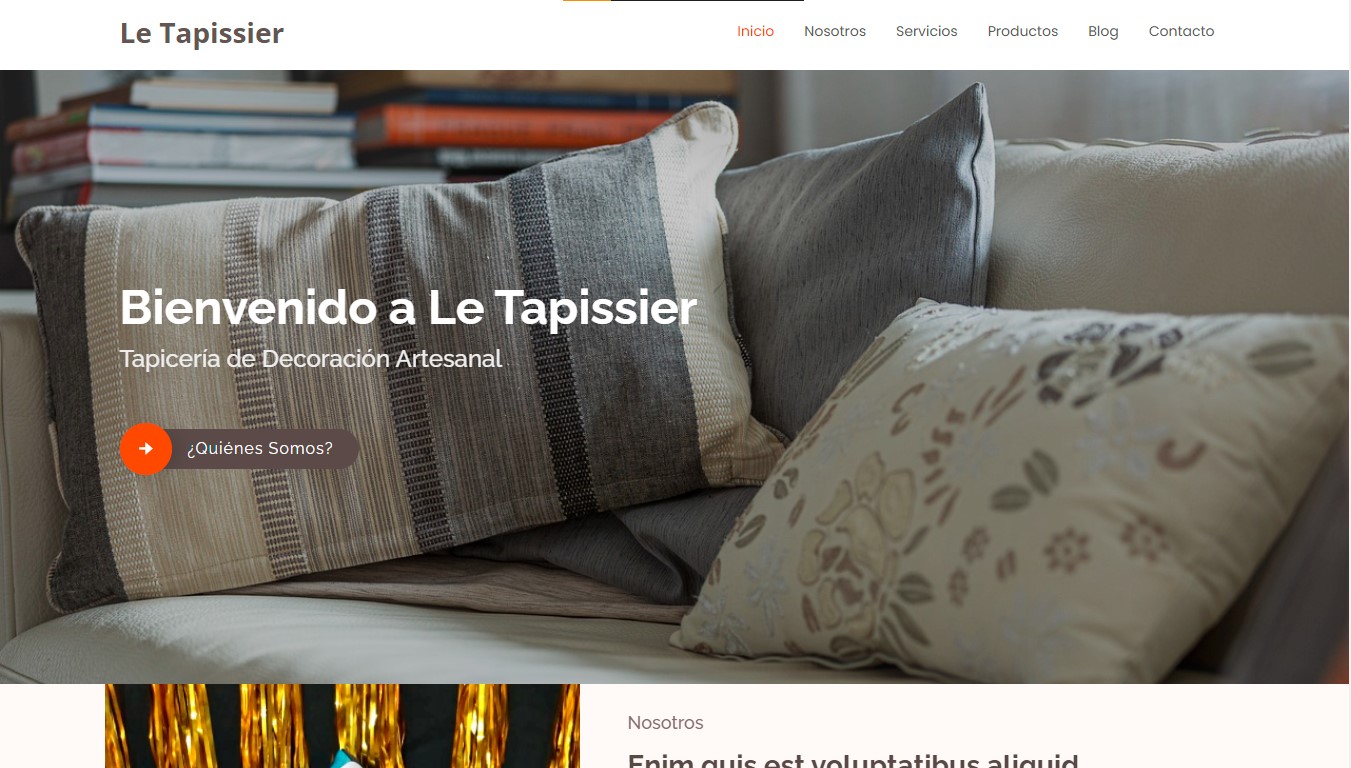 Le Tapissier
Inicio Nosotros Servicios Productos Blog Contacto
Bienvenido a Le Tapissier
Tapicería de Decoración Artesanal
¿Quiénes Somos?
Nosotros
Enim quis est voluptatibus aliquid